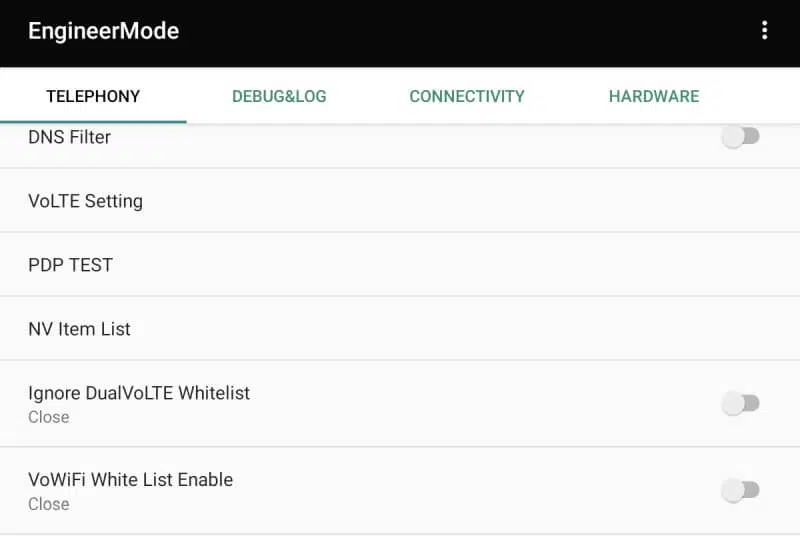 EngineerMode
TELEPHONY DEBUG&LOG CONNECTIVITY HARDWARE
DNS Filter
VoLTE Setting
PDP TEST
NV Item List
Ignore DualVoLTE Whitelist
Close
VoWiFi White List Enable
Close